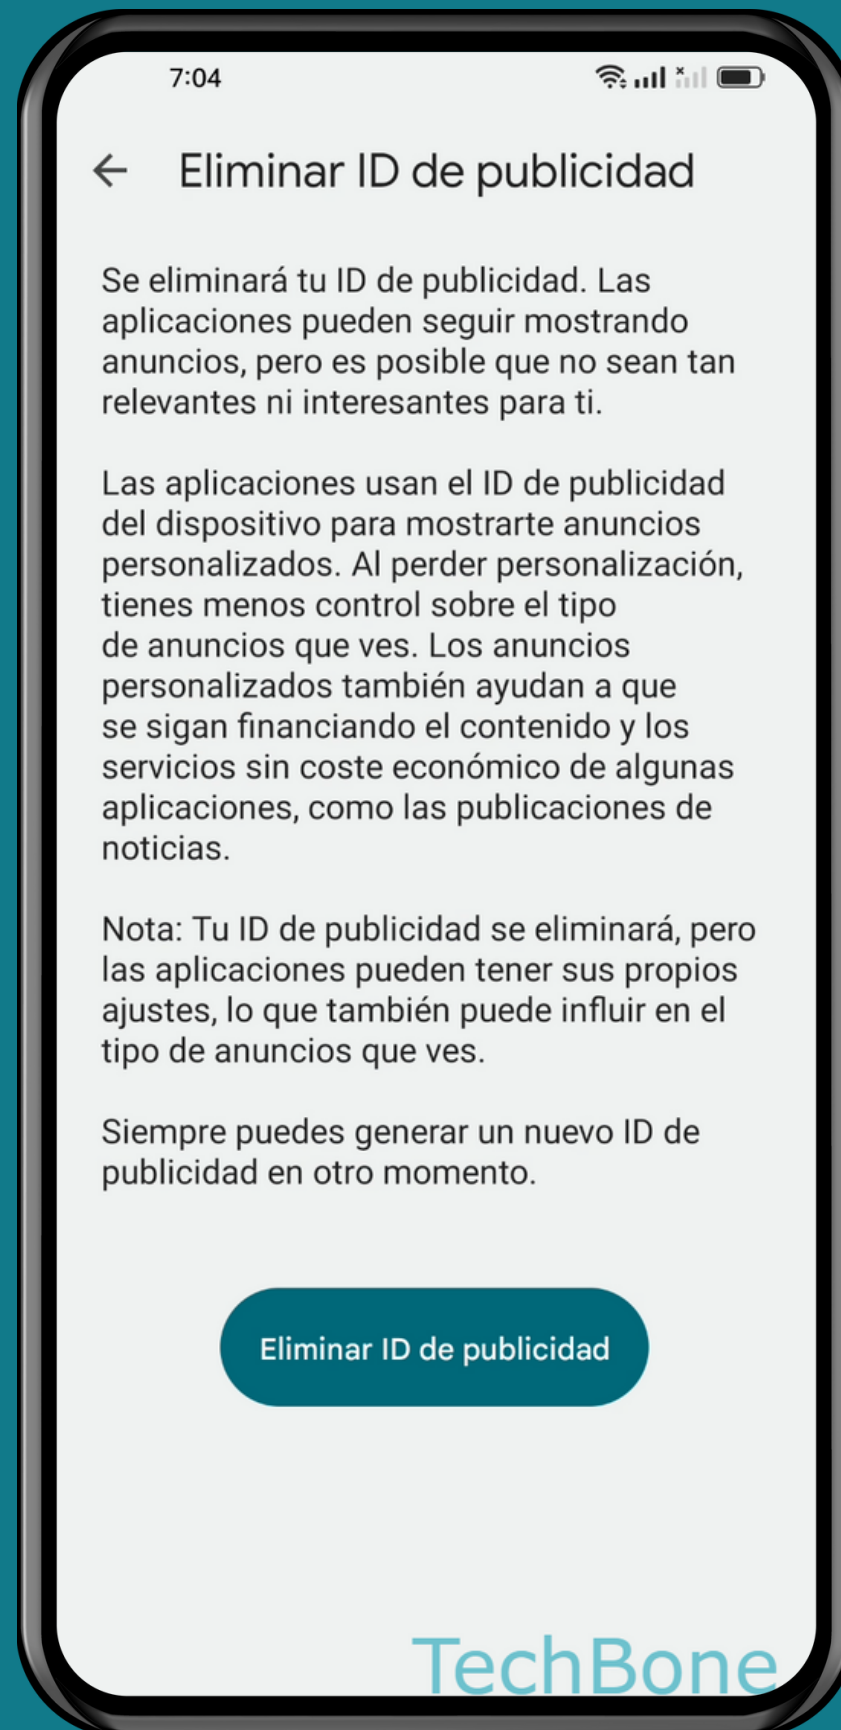 7:04
Eliminar ID de publicidad
Se eliminará tu ID de publicidad. Las
aplicaciones pueden seguir mostrando
anuncios, pero es posible que no sean tan
relevantes ni interesantes para ti.
Las aplicaciones usan el ID de publicidad
del dispositivo para mostrarte anuncios
personalizados. Al perder personalización,
tienes menos control sobre el tipo
de anuncios que ves. Los anuncios
personalizados también ayudan a que
se sigan financiando el contenido y los
servicios sin coste económico de algunas
aplicaciones, como las publicaciones de
noticias.
Nota: Tu ID de publicidad se eliminará, pero
las aplicaciones pueden tener sus propios
ajustes, lo que también puede influir en el
tipo de anuncios que ves.
Siempre puedes generar un nuevo ID de
publicidad en otro momento.
Eliminar ID de publicidad
TechBone